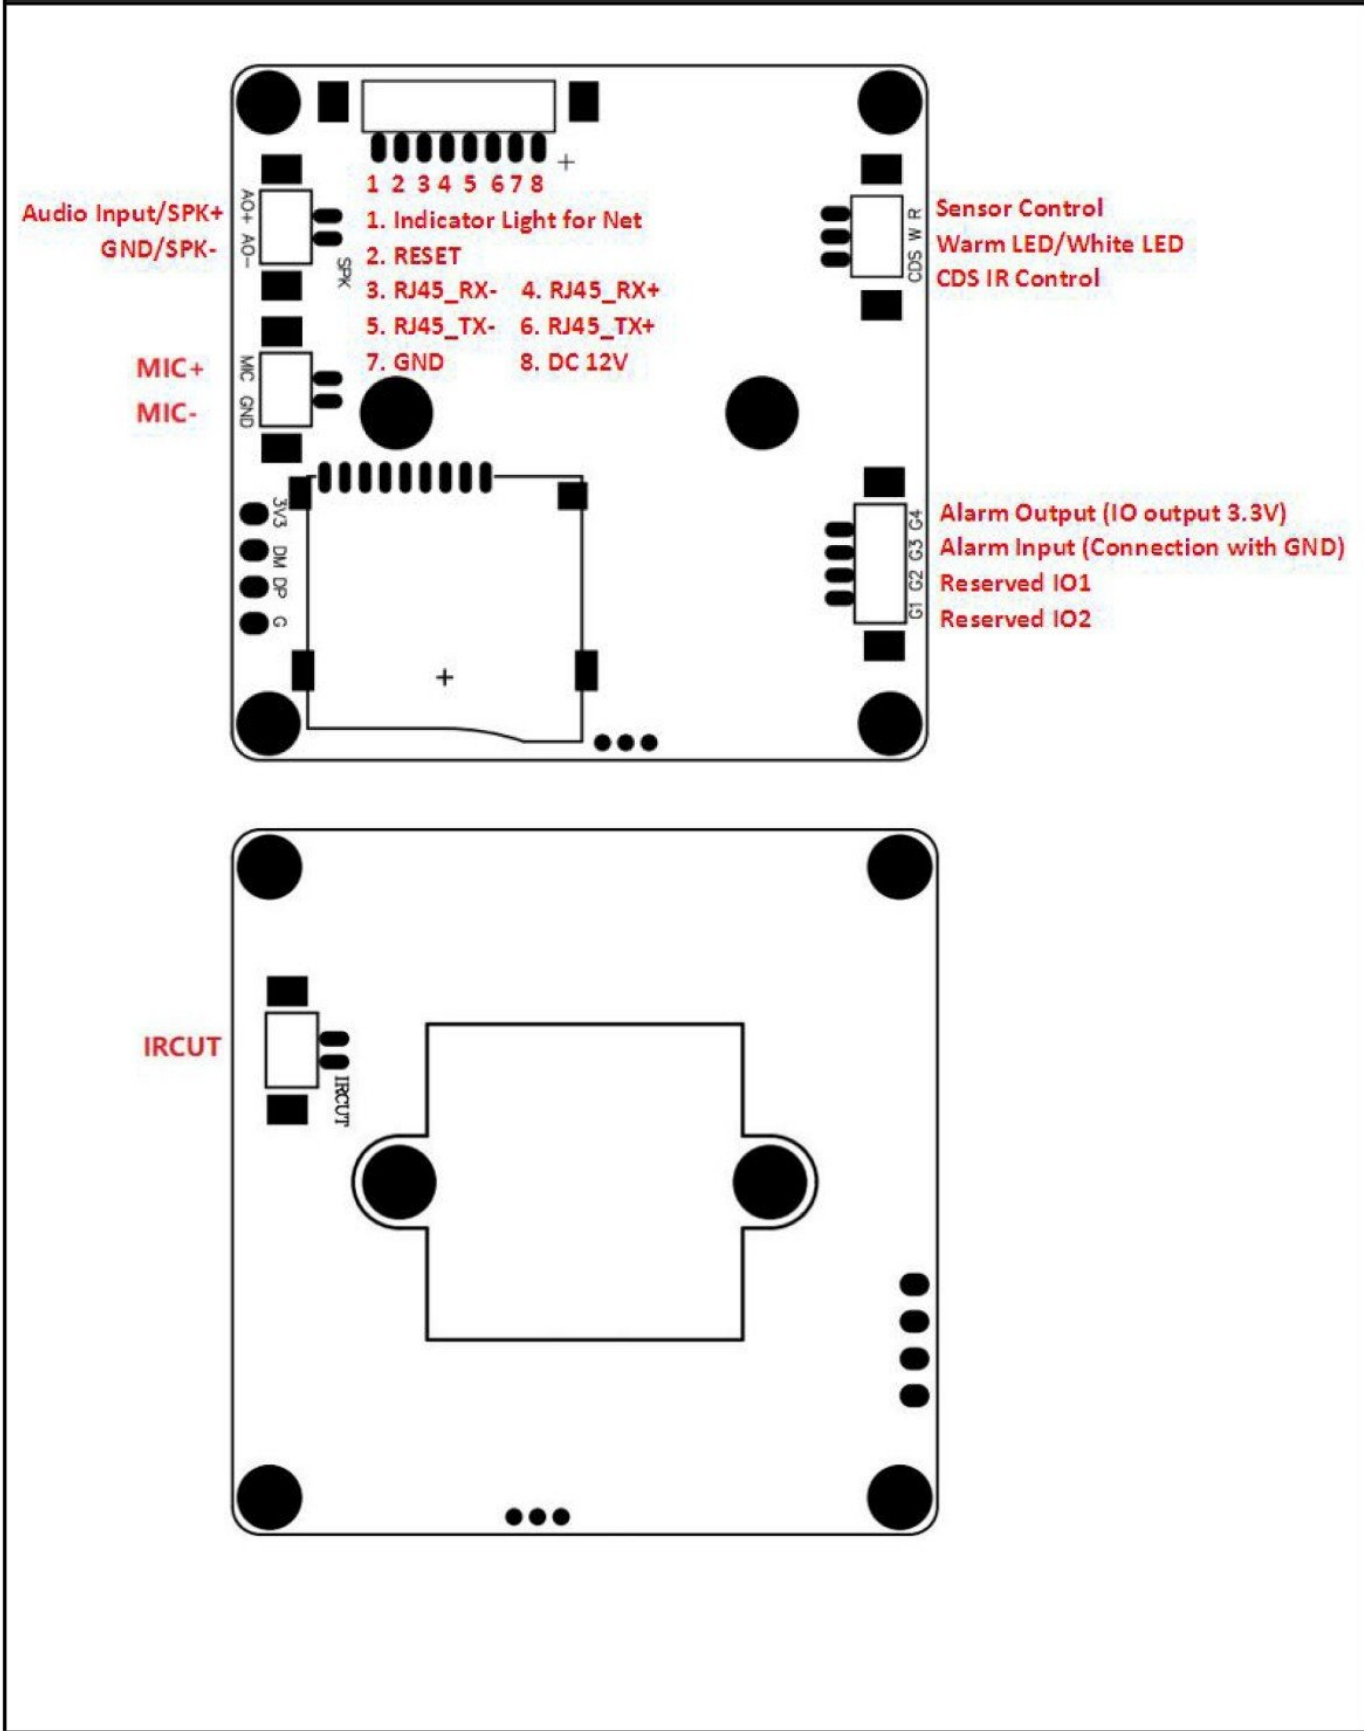 1 2 3 4 5 6 7 8
1. Indicator Light for Net
2. RESET
3. RJ45_RX- 4. RJ45_RX+
5. RJ45_TX- 6. RJ45_TX+
7. GND 8. DC 12V
Audio Input/SPK+
GND/SPK-
AO+ AO-
SPK
MIC+
MIC-
MIC GND
3V3 DM DP G
CDS W R
Sensor Control
Warm LED/White LED
CDS IR Control
G1 G2 G3 G4
Alarm Output (IO output 3.3V)
Alarm Input (Connection with GND)
Reserved IO1
Reserved IO2
IRCUT
IRCUT